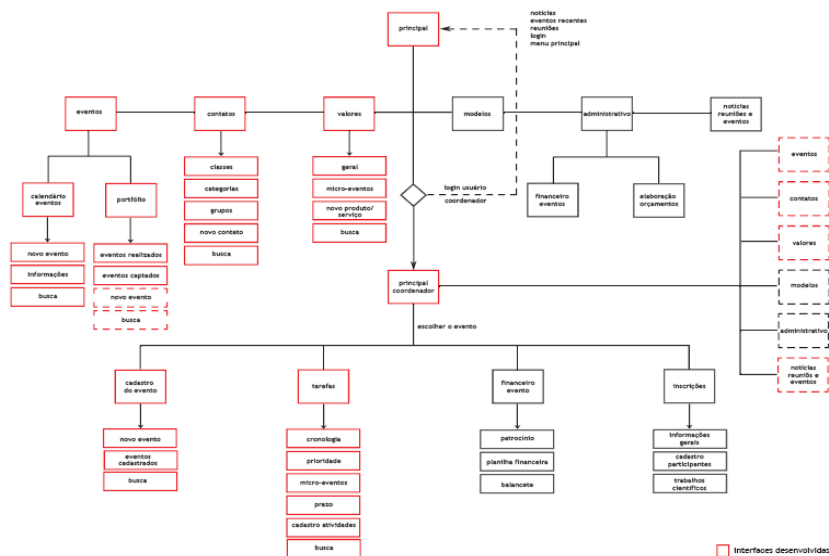 principal
notícias
eventos recentes
reuniões
login
menu principal
eventos
contatos
valores
modelos
administrativo
notícias
reuniões e
eventos
calendário
eventos
portfólio
classes
categorias
grupos
novo contato
busca
geral
micro-eventos
novo produto/
serviço
busca
login usuário
coordenador
financeiro
eventos
elaboração
orçamentos
novo evento
informações
busca
eventos realizados
eventos captados
novo evento
busca
principal
coordenador
escolher o evento
eventos
contatos
valores
modelos
administrativo
notícias
reuniõs e
eventos
cadastro
do evento
tarefas
financeiro
evento
inscrições
novo evento
eventos
cadastrados
busca
cronologia
prioridade
micro-eventos
prazo
cadastro atividades
busca
patrocínio
planilha financeira
balancete
informações
gerais
cadastro
participantes
trabalhos
científicos
interfaces desenvolvidas